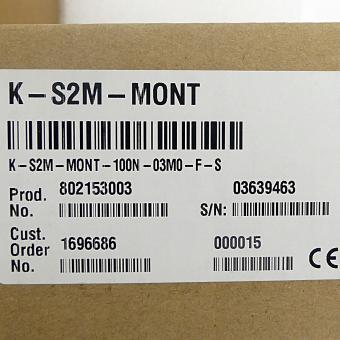 K-S2M-MONT
K-S2M-MONT-100N-03M0-F-S
Prod. No. 802153003 S/N: 03639463
Cust. Order No. 1696686 000015 CE